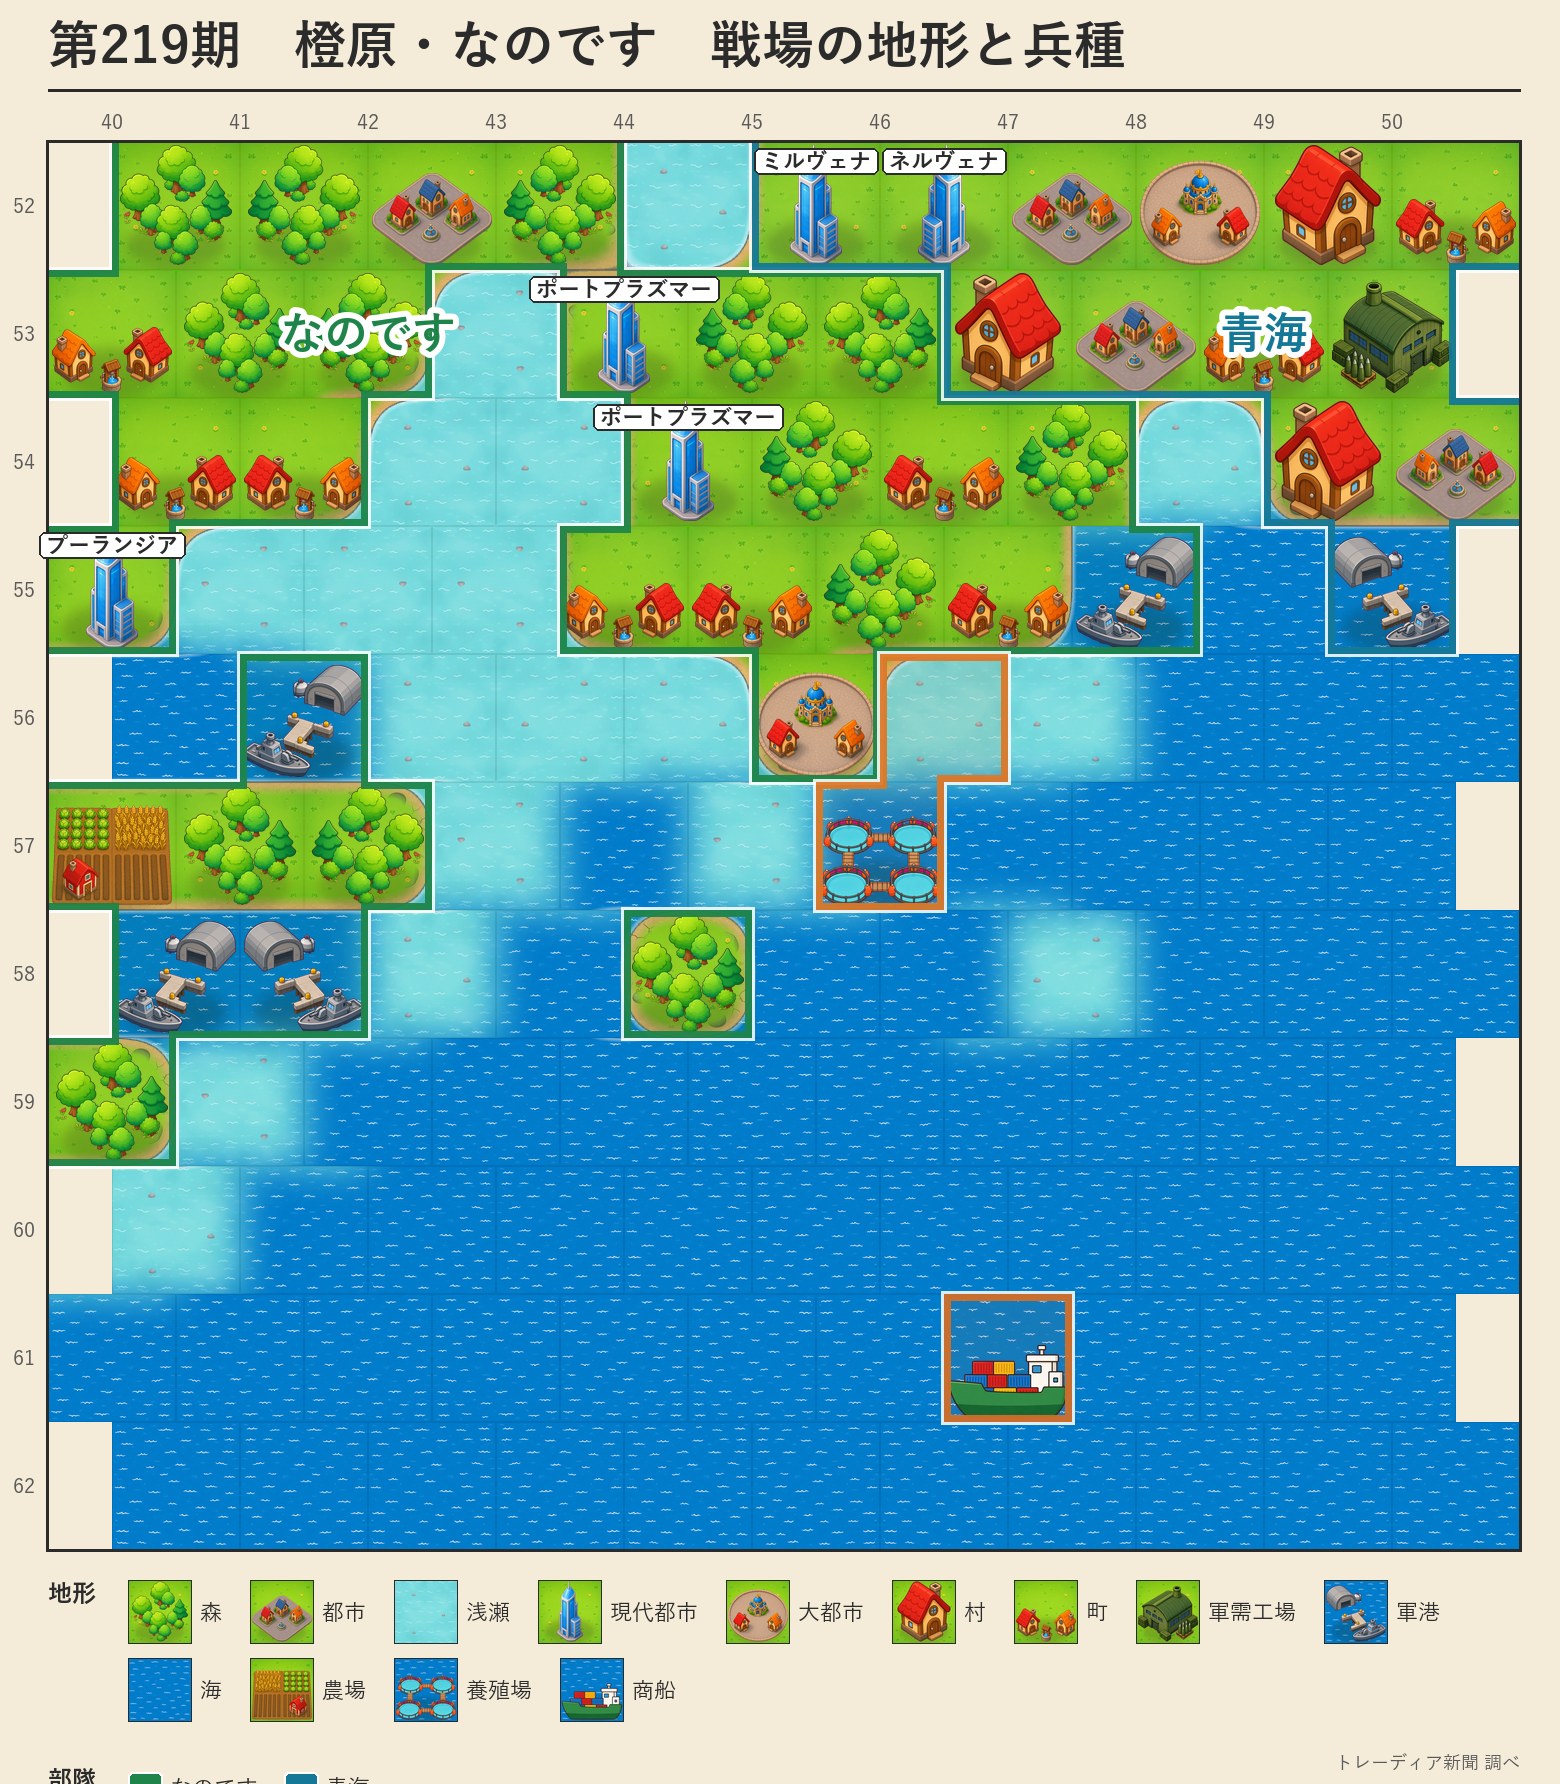 第219期　橙原・なのです　戦場の地形と兵種
40 41 42 43 44 45 46 47 48 49 50
52
ミルヴェナ ネルヴェナ
53
ポートプラズマー
なのです
青海
54
ポートプラズマー
55
プーランジア
56
57
58
59
60
61
62
地形 森 都市 浅瀬 現代都市 大都市 村 町 軍需工場 軍港
海 農場 養殖場 商船
トレーディア新聞 調べ
部隊 なのです 青海